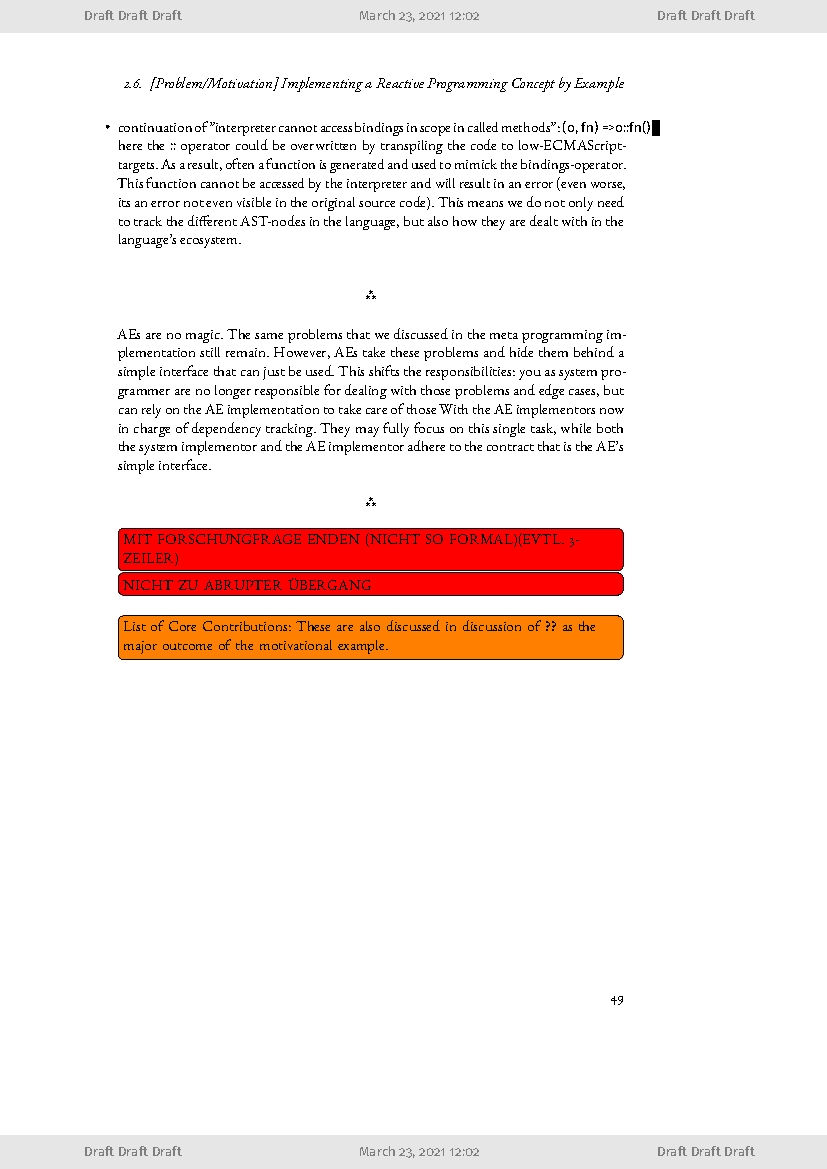 Draft Draft Draft March 23, 2021 12:02 Draft Draft Draft
2.6. [Problem/Motivation] Implementing a Reactive Programming Concept by Example
• continuation of ”interpreter cannot access bindings in scope in called methods”: (o, fn) =>o::fn()
here the :: operator could be overwritten by transpiling the code to low-ECMAScript-
targets. As a result, often a function is generated and used to mimick the bindings-operator.
This function cannot be accessed by the interpreter and will result in an error (even worse,
its an error not even visible in the original source code). This means we do not only need
to track the different AST-nodes in the language, but also how they are dealt with in the
language’s ecosystem.
⁂
AEs are no magic. The same problems that we discussed in the meta programming im-
plementation still remain. However, AEs take these problems and hide them behind a
simple interface that can just be used. This shifts the responsibilities: you as system pro-
grammer are no longer responsible for dealing with those problems and edge cases, but
can rely on the AE implementation to take care of those With the AE implementors now
in charge of dependency tracking. They may fully focus on this single task, while both
the system implementor and the AE implementor adhere to the contract that is the AE’s
simple interface.
⁂
MIT FORSCHUNGFRAGE ENDEN (NICHT SO FORMAL)(EVTL. 3-
ZEILER)
NICHT ZU ABRUPTER ÜBERGANG
List of Core Contributions: These are also discussed in discussion of ?? as the
major outcome of the motivational example.
49
Draft Draft Draft March 23, 2021 12:02 Draft Draft Draft